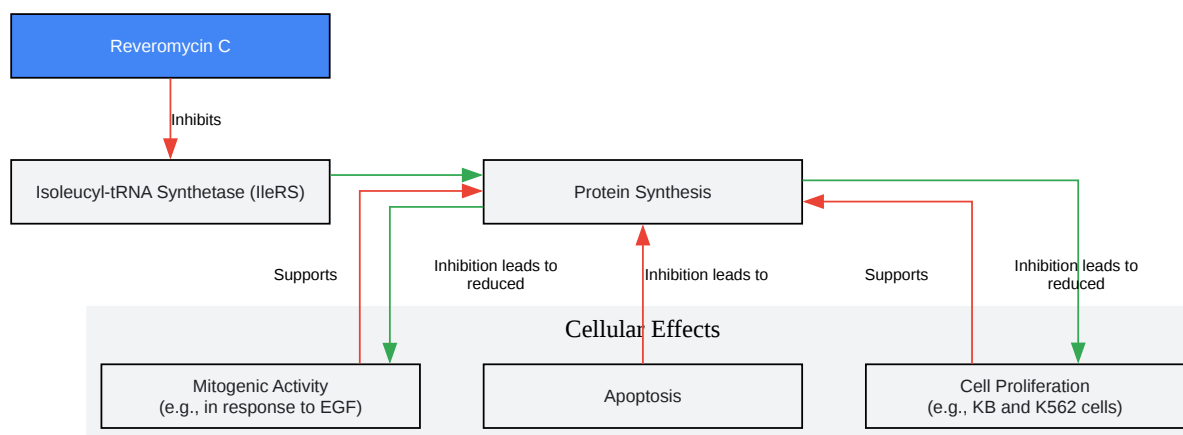 Reveromycin C
Inhibits
Isoleucyl-tRNA Synthetase (IleRS)
Protein Synthesis
Supports
Inhibition leads to
reduced
Inhibition leads to
Supports
Inhibition leads to
reduced
Cellular Effects
Mitogenic Activity
(e.g., in response to EGF)
Apoptosis
Cell Proliferation
(e.g., KB and K562 cells)